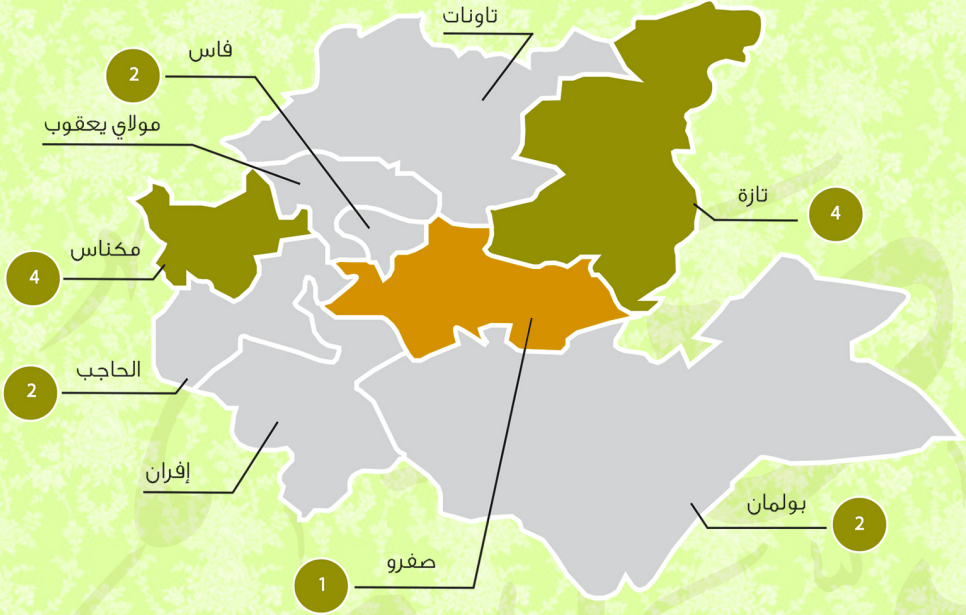 تاونات
فاس
2
مولاي يعقوب
تازة
4
مكناس
4
الحاجب
2
إفران
بولمان
2
صفرو
1